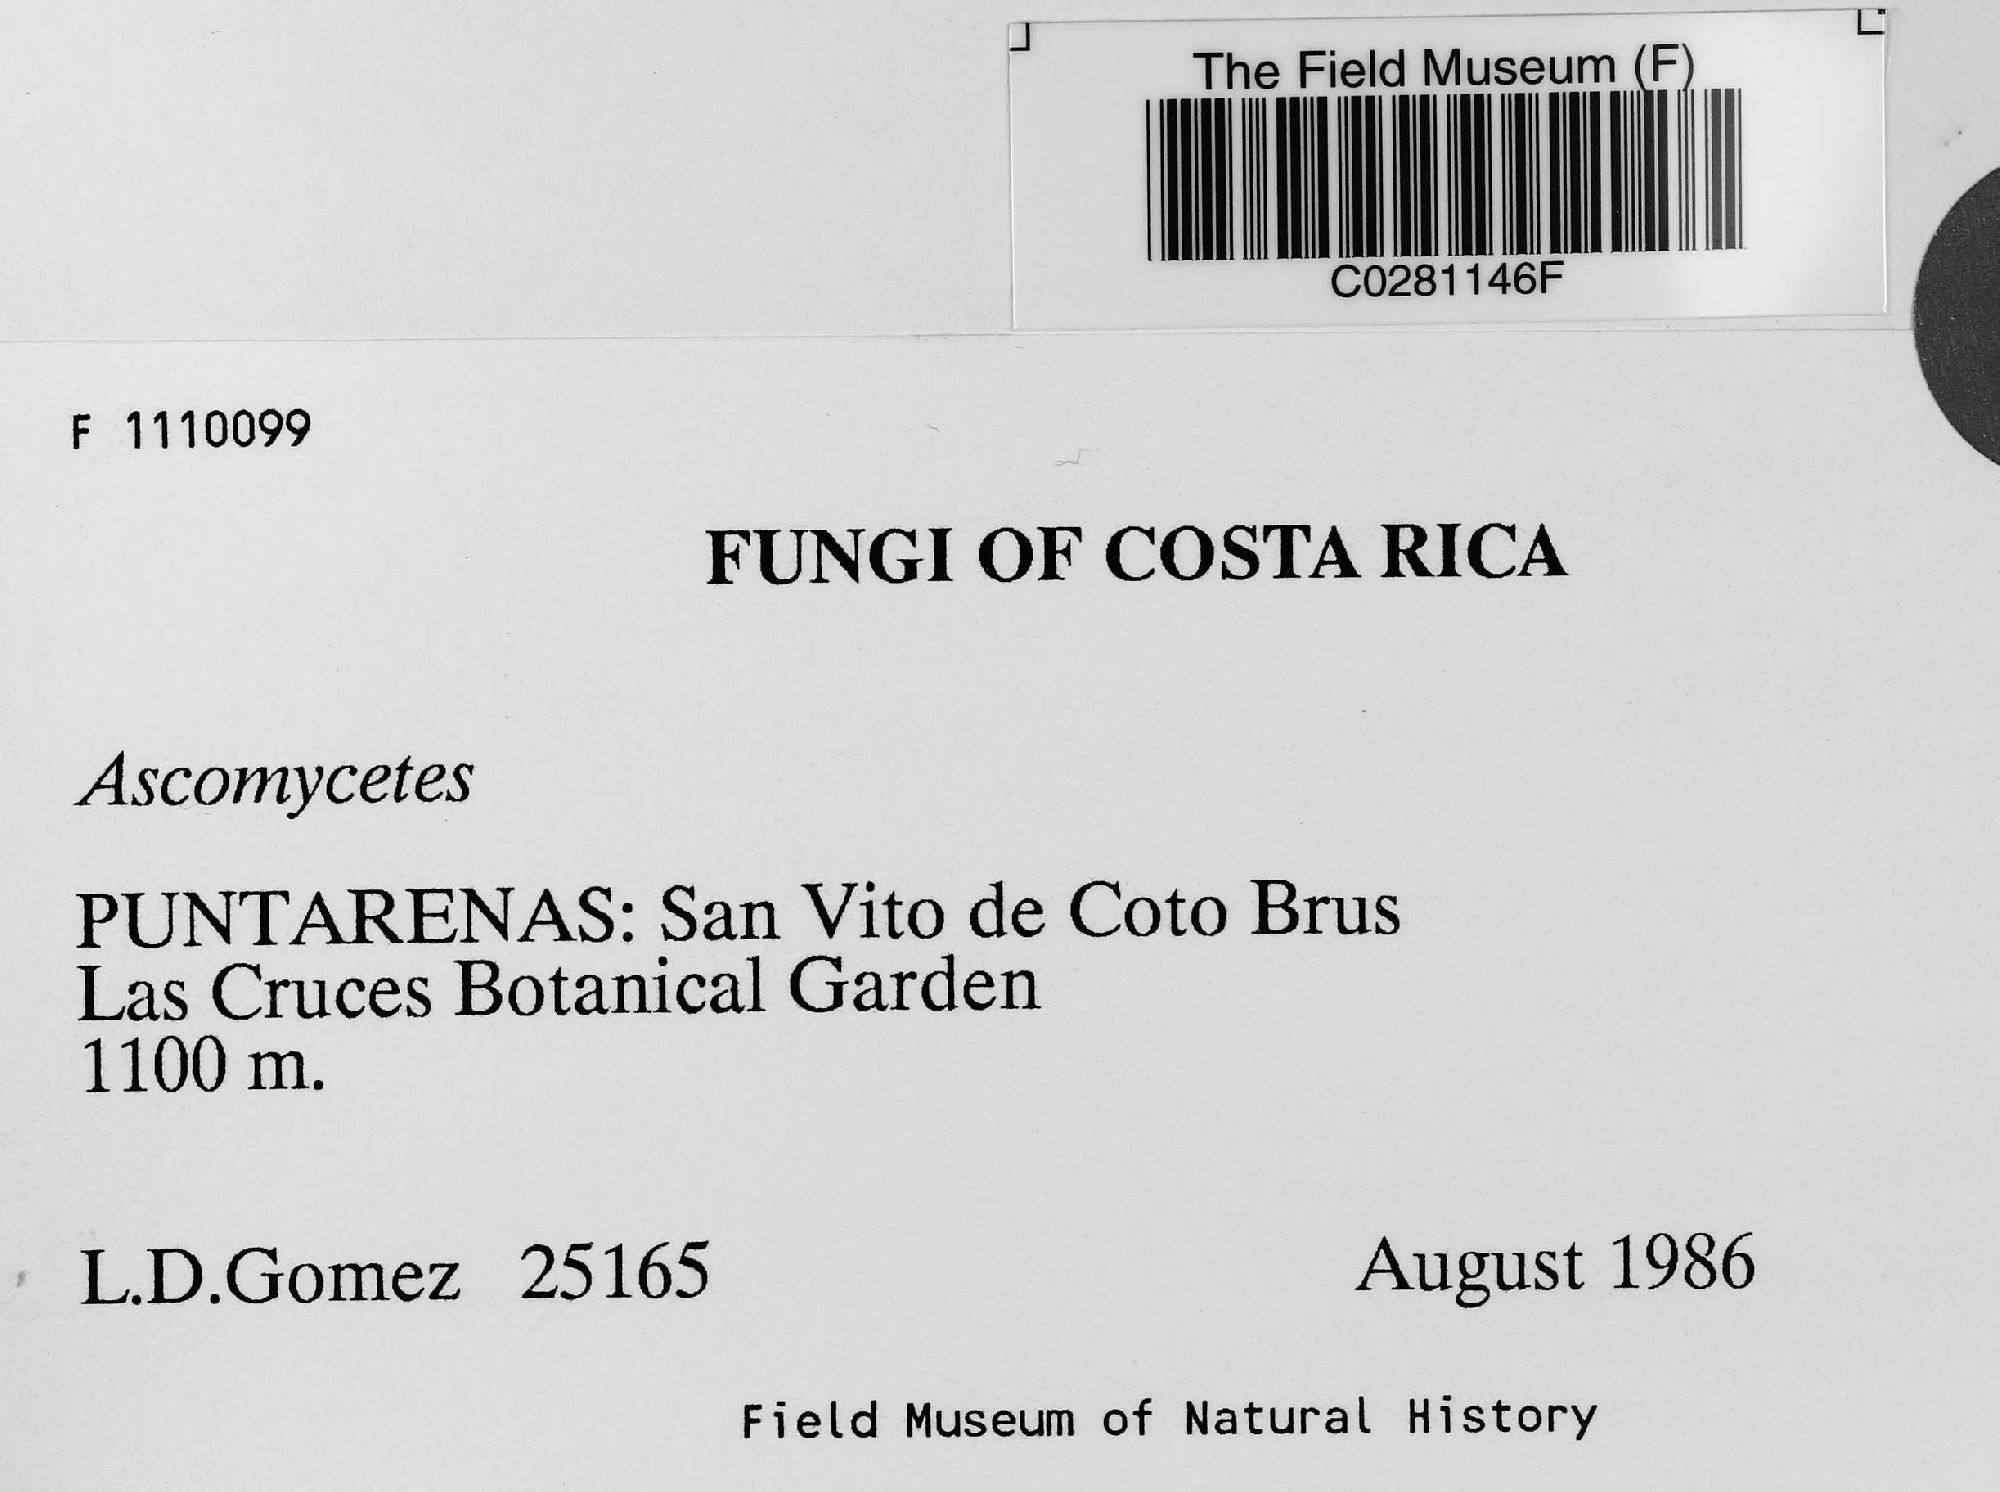 The Field Museum (F)
C0281146F
F 1110099
FUNGI OF COSTA RICA
Ascomycetes
PUNTARENAS: San Vito de Coto Brus
Las Cruces Botanical Garden
1100 m.
L.D.Gomez 25165 August 1986
Field Museum of Natural History